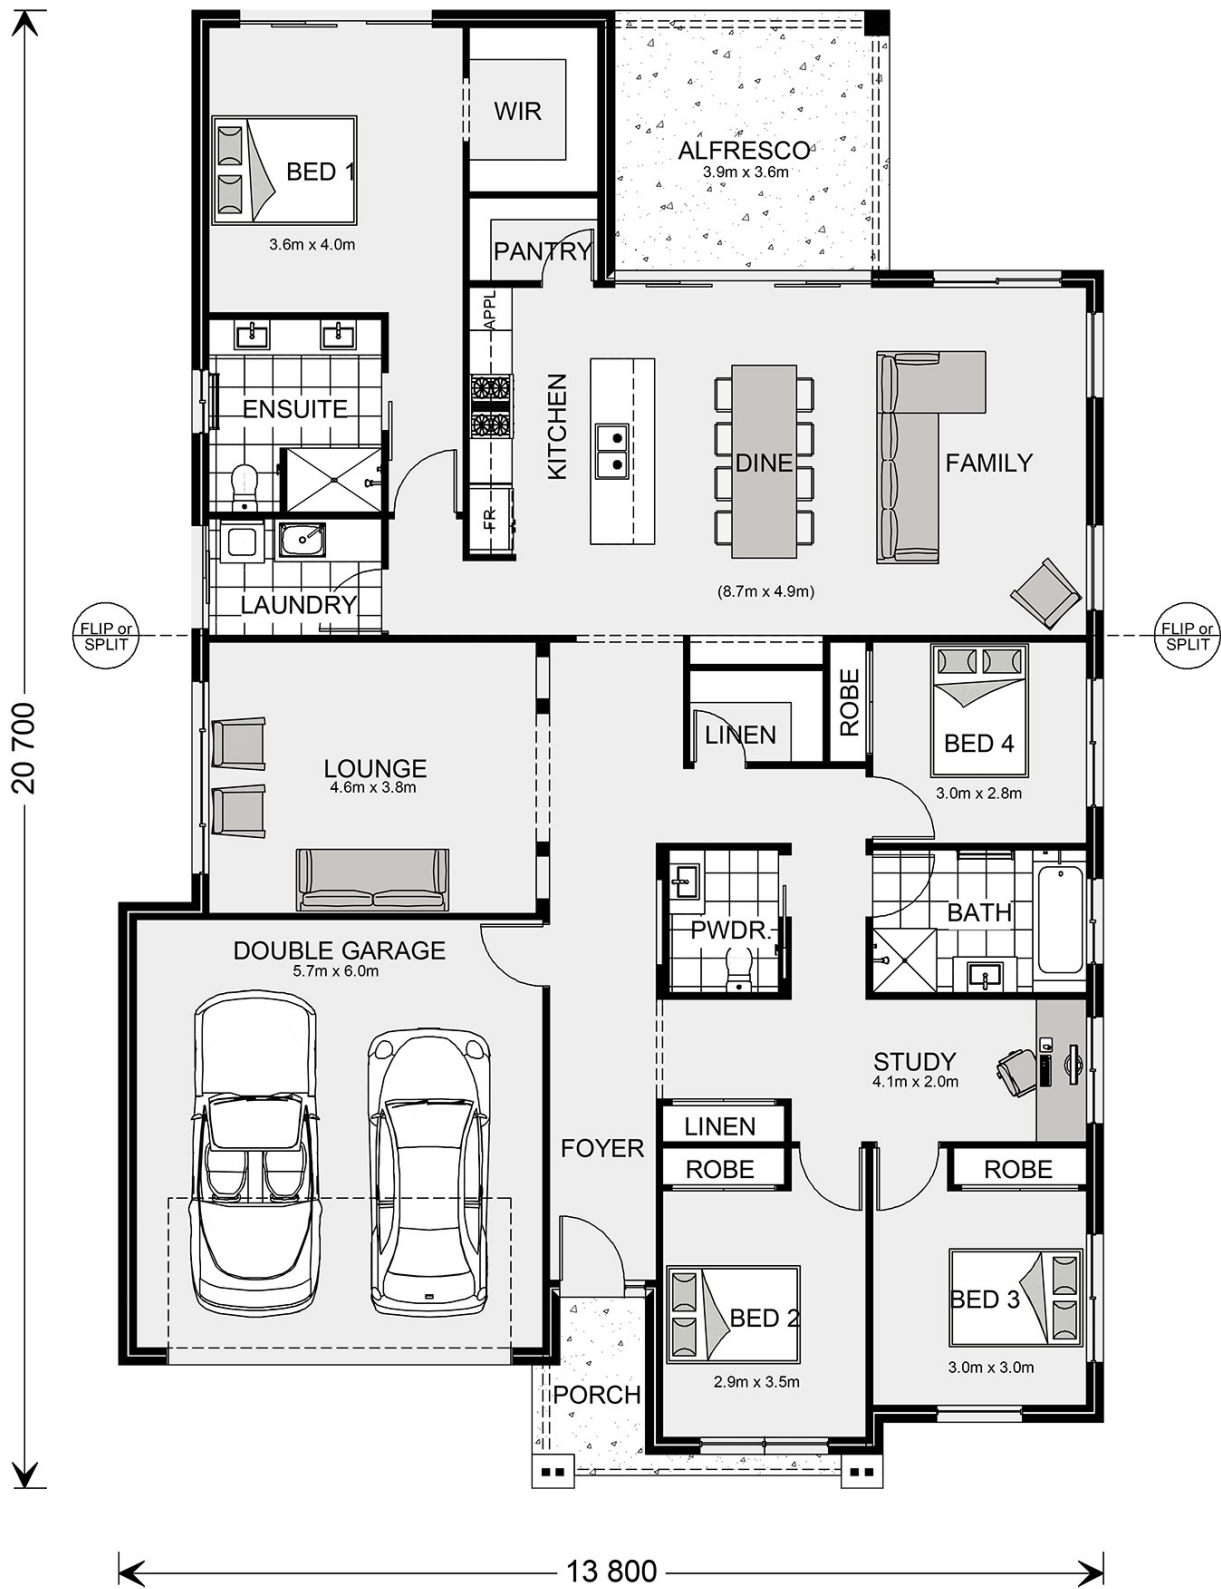 WIR
ALFRESCO
3.9m x 3.6m
BED 1
3.6m x 4.0m
PANTRY
APPL
KITCHEN
ENSUITE
DINE
FAMILY
FR
(8.7m x 4.9m)
LAUNDRY
FLIP or
SPLIT
FLIP or
SPLIT
20 700
LOUNGE
4.6m x 3.8m
LINEN
ROBE
BED 4
3.0m x 2.8m
PWDR.
BATH
DOUBLE GARAGE
5.7m x 6.0m
STUDY
4.1m x 2.0m
LINEN
FOYER
ROBE
ROBE
BED 2
2.9m x 3.5m
BED 3
3.0m x 3.0m
PORCH
13 800